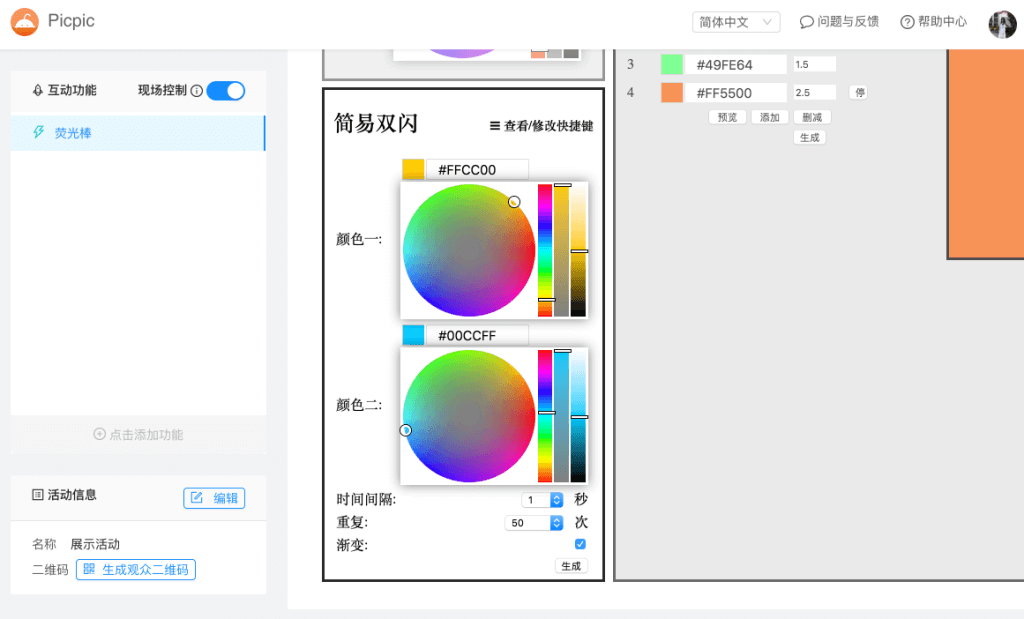 Picpic
简体中文
问题与反馈
帮助中心
互动功能
现场控制
荧光棒
点击添加功能
活动信息
编辑
名称 展示活动
二维码 生成观众二维码
简易双闪
查看/修改快捷键
#FFCC00
颜色一:
#00CCFF
颜色二:
时间间隔: 1 秒
重复: 50 次
渐变:
生成
3 #49FE64 1.5
4 #FF5500 2.5 停
预览 添加 删减
生成